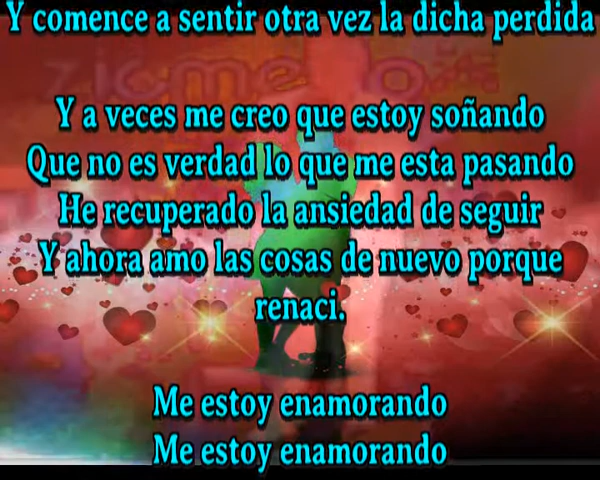 Y comence a sentir otra vez la dicha perdida
Y a veces me creo que estoy soñando
Que no es verdad lo que me esta pasando
He recuperado la ansiedad de seguir
Y ahora amo las cosas de nuevo porque
renaci.
Me estoy enamorando
Me estoy enamorando